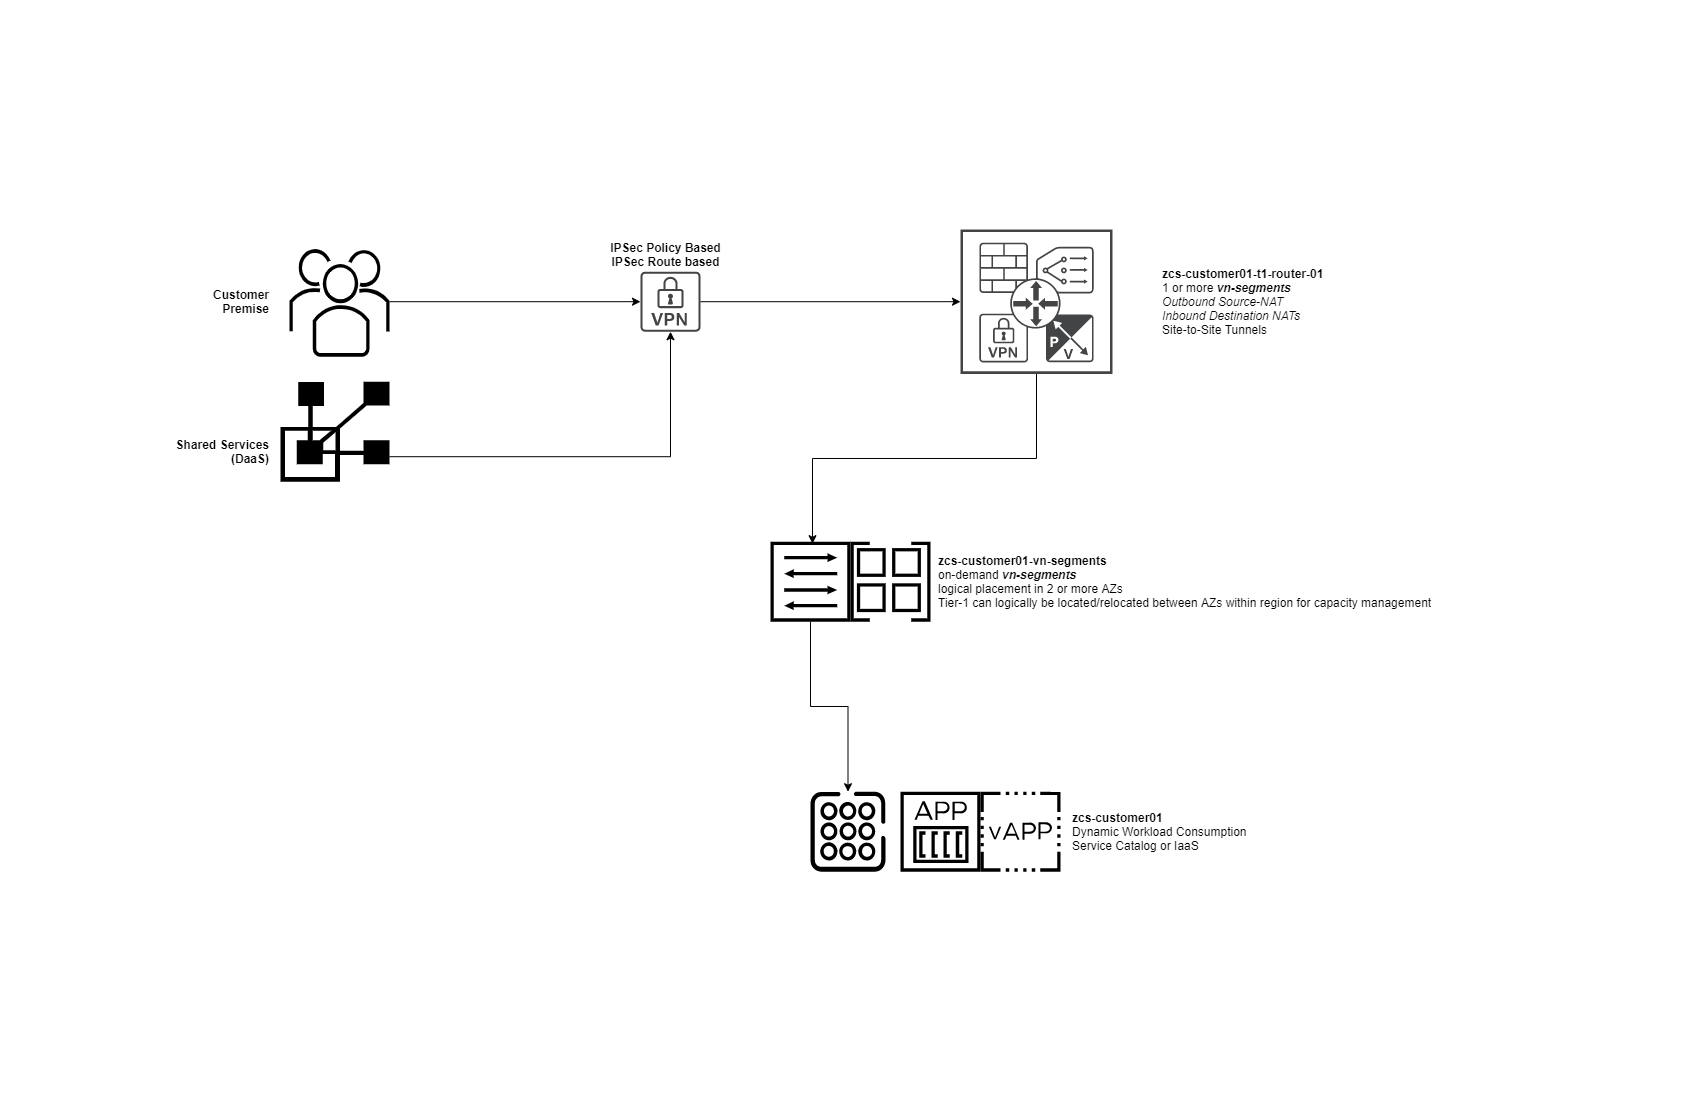 IPSec Policy Based
IPSec Route based
VPN
Customer
Premise
VPN
P
V
zcs-customer01-t1-router-01
1 or more vn-segments
Outbound Source-NAT
Inbound Destination NATs
Site-to-Site Tunnels
Shared Services
(DaaS)
zcs-customer01-vn-segments
on-demand vn-segments
logical placement in 2 or more AZs
Tier-1 can logically be located/relocated between AZs within region for capacity management
APP
vAPP
zcs-customer01
Dynamic Workload Consumption
Service Catalog or IaaS